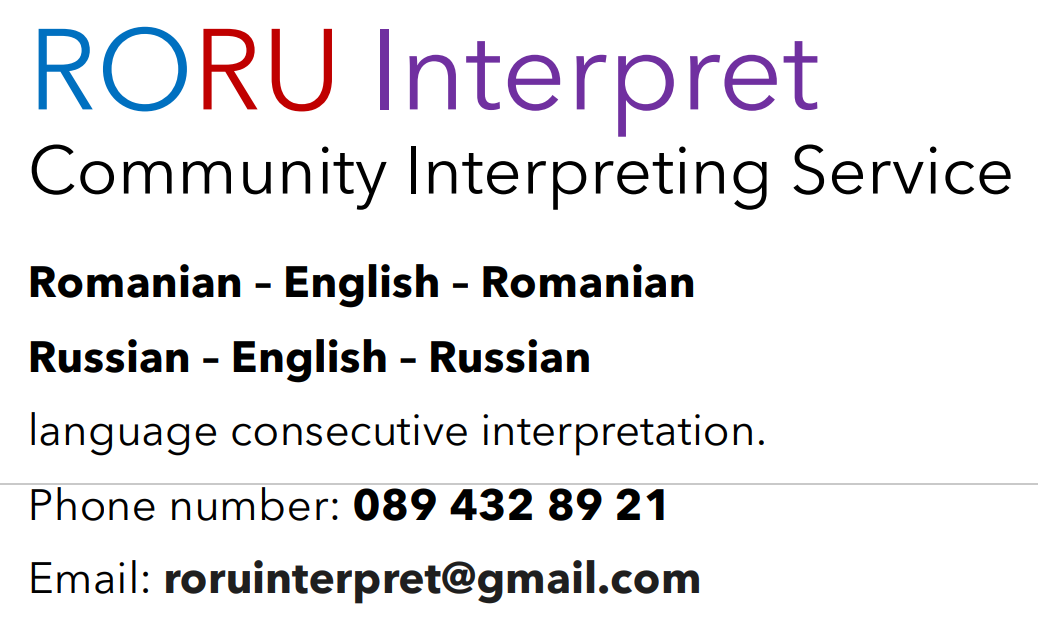 RORU Interpret
Community Interpreting Service
Romanian – English – Romanian
Russian – English – Russian
language consecutive interpretation.
Phone number: 089 432 89 21
Email: roruinterpret@gmail.com